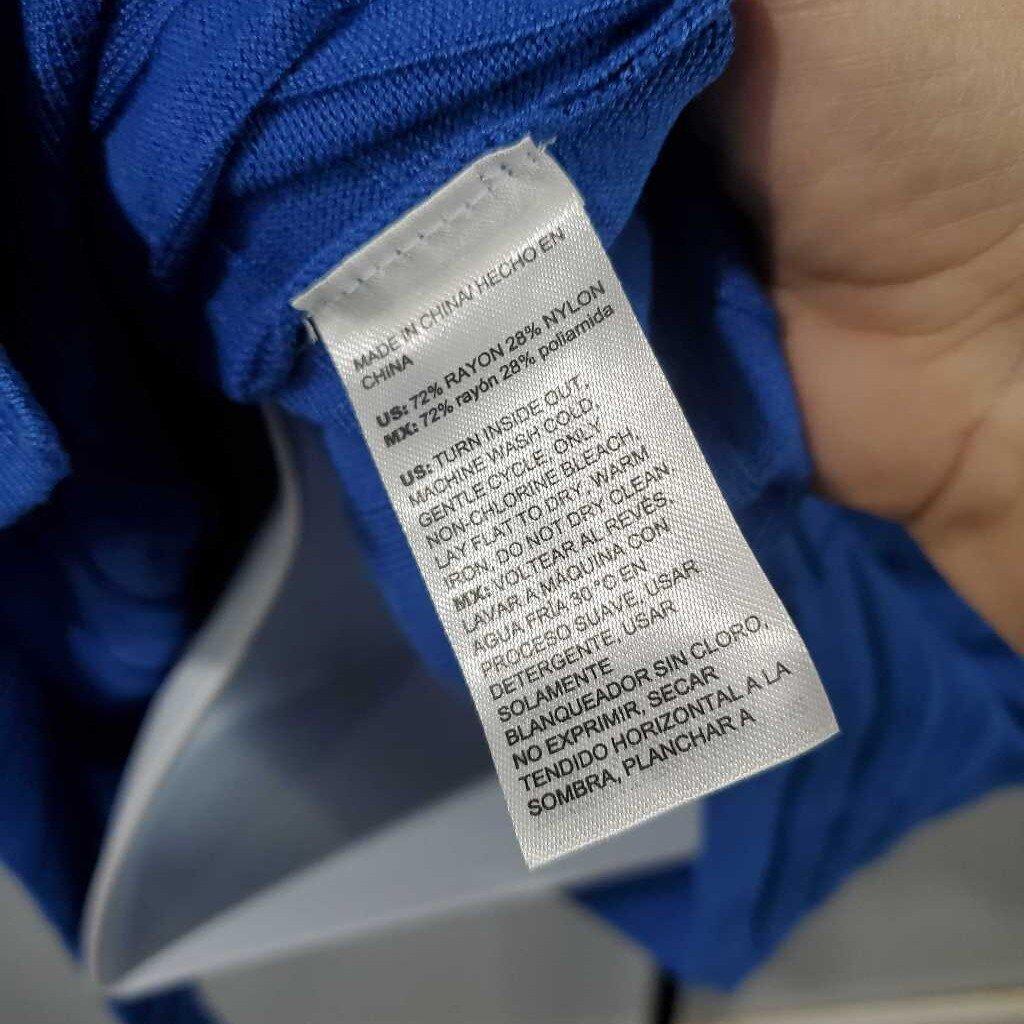 MADE IN CHINA/ HECHO EN
CHINA
US: 72% RAYON 28% NYLON
MX: 72% rayón 28% poliamida
US: TURN INSIDE OUT,
MACHINE WASH COLD,
GENTLE CYCLE, ONLY
NON-CHLORINE BLEACH,
LAY FLAT TO DRY, WARM
IRON, DO NOT DRY CLEAN.
MX: VOLTEAR AL REVÉS,
LAVAR A MÁQUINA CON
AGUA FRÍA 30 °C EN
PROCESO SUAVE, USAR
DETERGENTE, USAR
SOLAMENTE
BLANQUEADOR SIN CLORO,
NO EXPRIMIR, SECAR
TENDIDO HORIZONTAL A LA
SOMBRA, PLANCHAR A